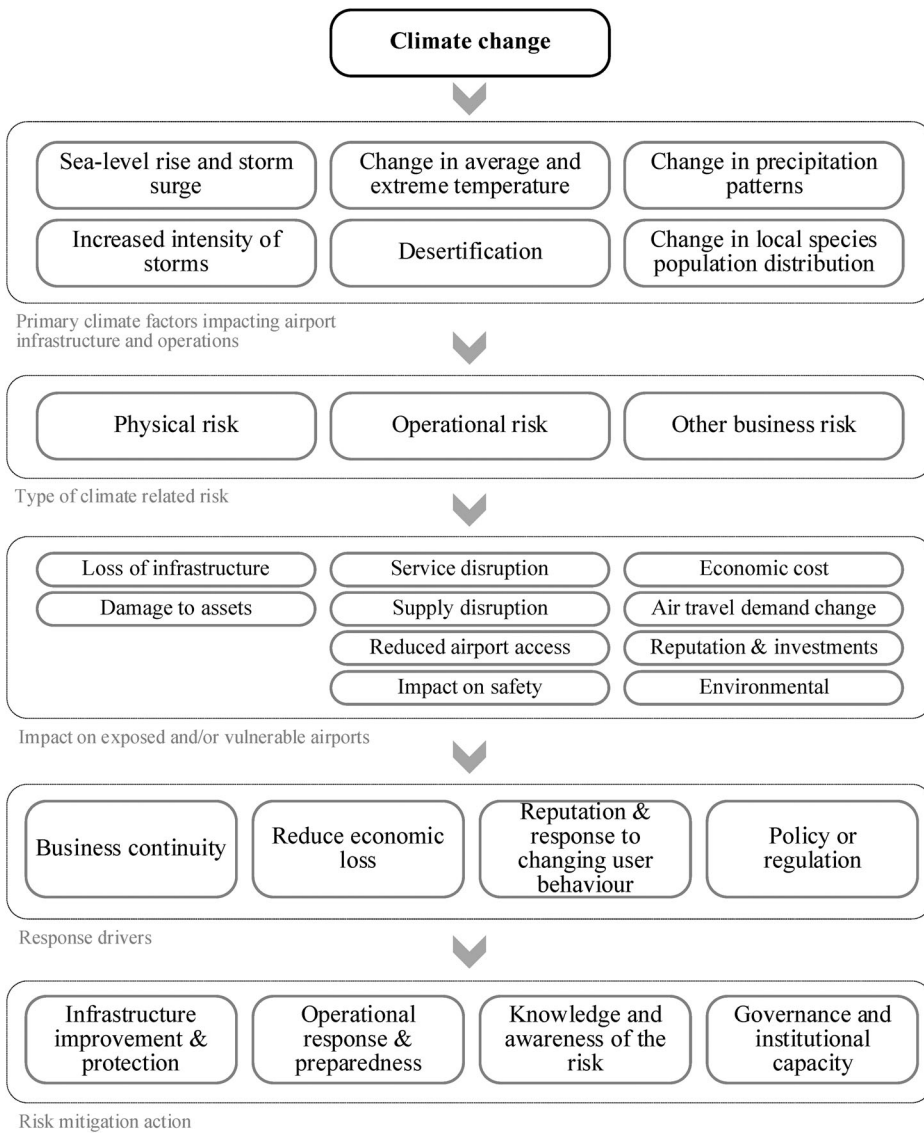 Climate change
Sea-level rise and storm
surge
Change in average and
extreme temperature
Change in precipitation
patterns
Increased intensity of
storms
Desertification
Change in local species
population distribution
Primary climate factors impacting airport
infrastructure and operations
Physical risk
Operational risk
Other business risk
Type of climate related risk
Loss of infrastructure
Service disruption
Economic cost
Damage to assets
Supply disruption
Air travel demand change
Reduced airport access
Reputation & investments
Impact on safety
Environmental
Impact on exposed and/or vulnerable airports
Business continuity
Reduce economic
loss
Reputation &
response to
changing user
behaviour
Policy or
regulation
Response drivers
Infrastructure
improvement &
protection
Operational
response &
preparedness
Knowledge and
awareness of the
risk
Governance and
institutional
capacity
Risk mitigation action